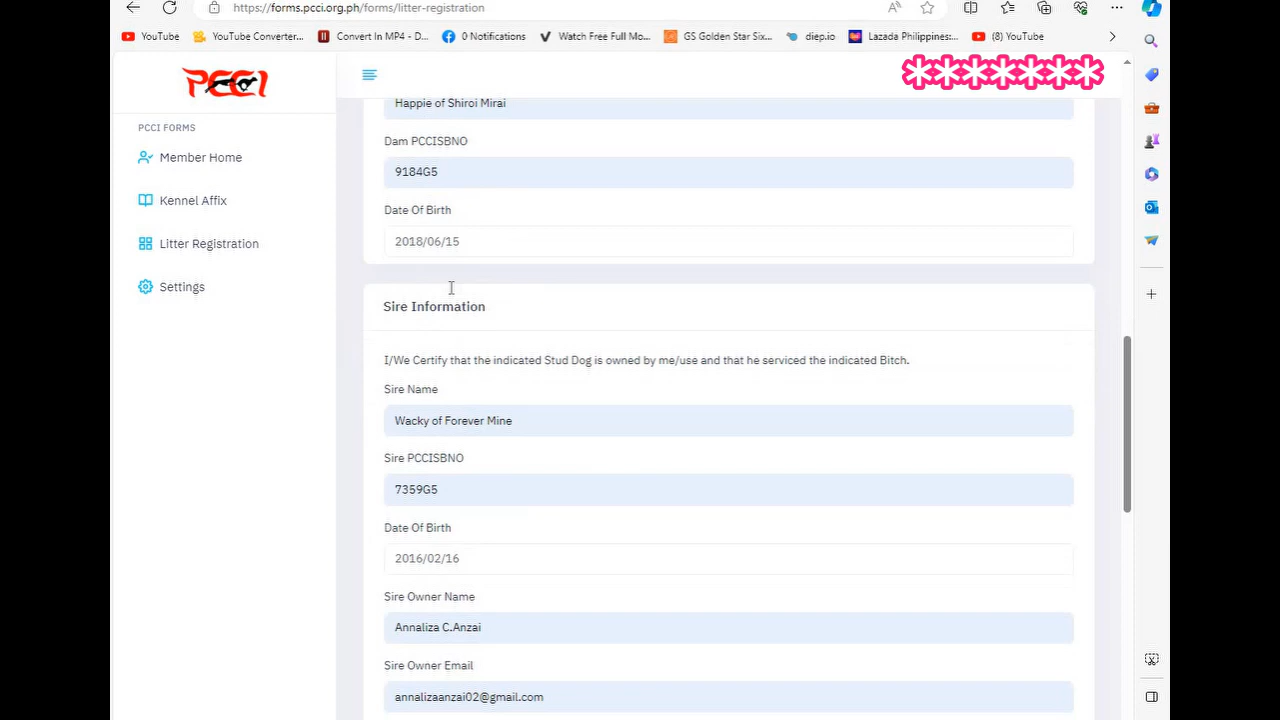 https://forms.pcci.org.ph/forms/litter-registration
YouTube
YouTube Converter...
Convert In MP4 - D...
0 Notifications
Watch Free Full Mo...
GS Golden Star Six...
diep.io
Lazada Philippines:...
(8) YouTube
PCCI
*******
PCCI FORMS
Member Home
Kennel Affix
Litter Registration
Settings
Happie of Shiroi Mirai
Dam PCCISBNO
9184G5
Date Of Birth
2018/06/15
Sire Information
I/We Certify that the indicated Stud Dog is owned by me/use and that he serviced the indicated Bitch.
Sire Name
Wacky of Forever Mine
Sire PCCISBNO
7359G5
Date Of Birth
2016/02/16
Sire Owner Name
Annaliza C.Anzai
Sire Owner Email
annalizaanzai02@gmail.com